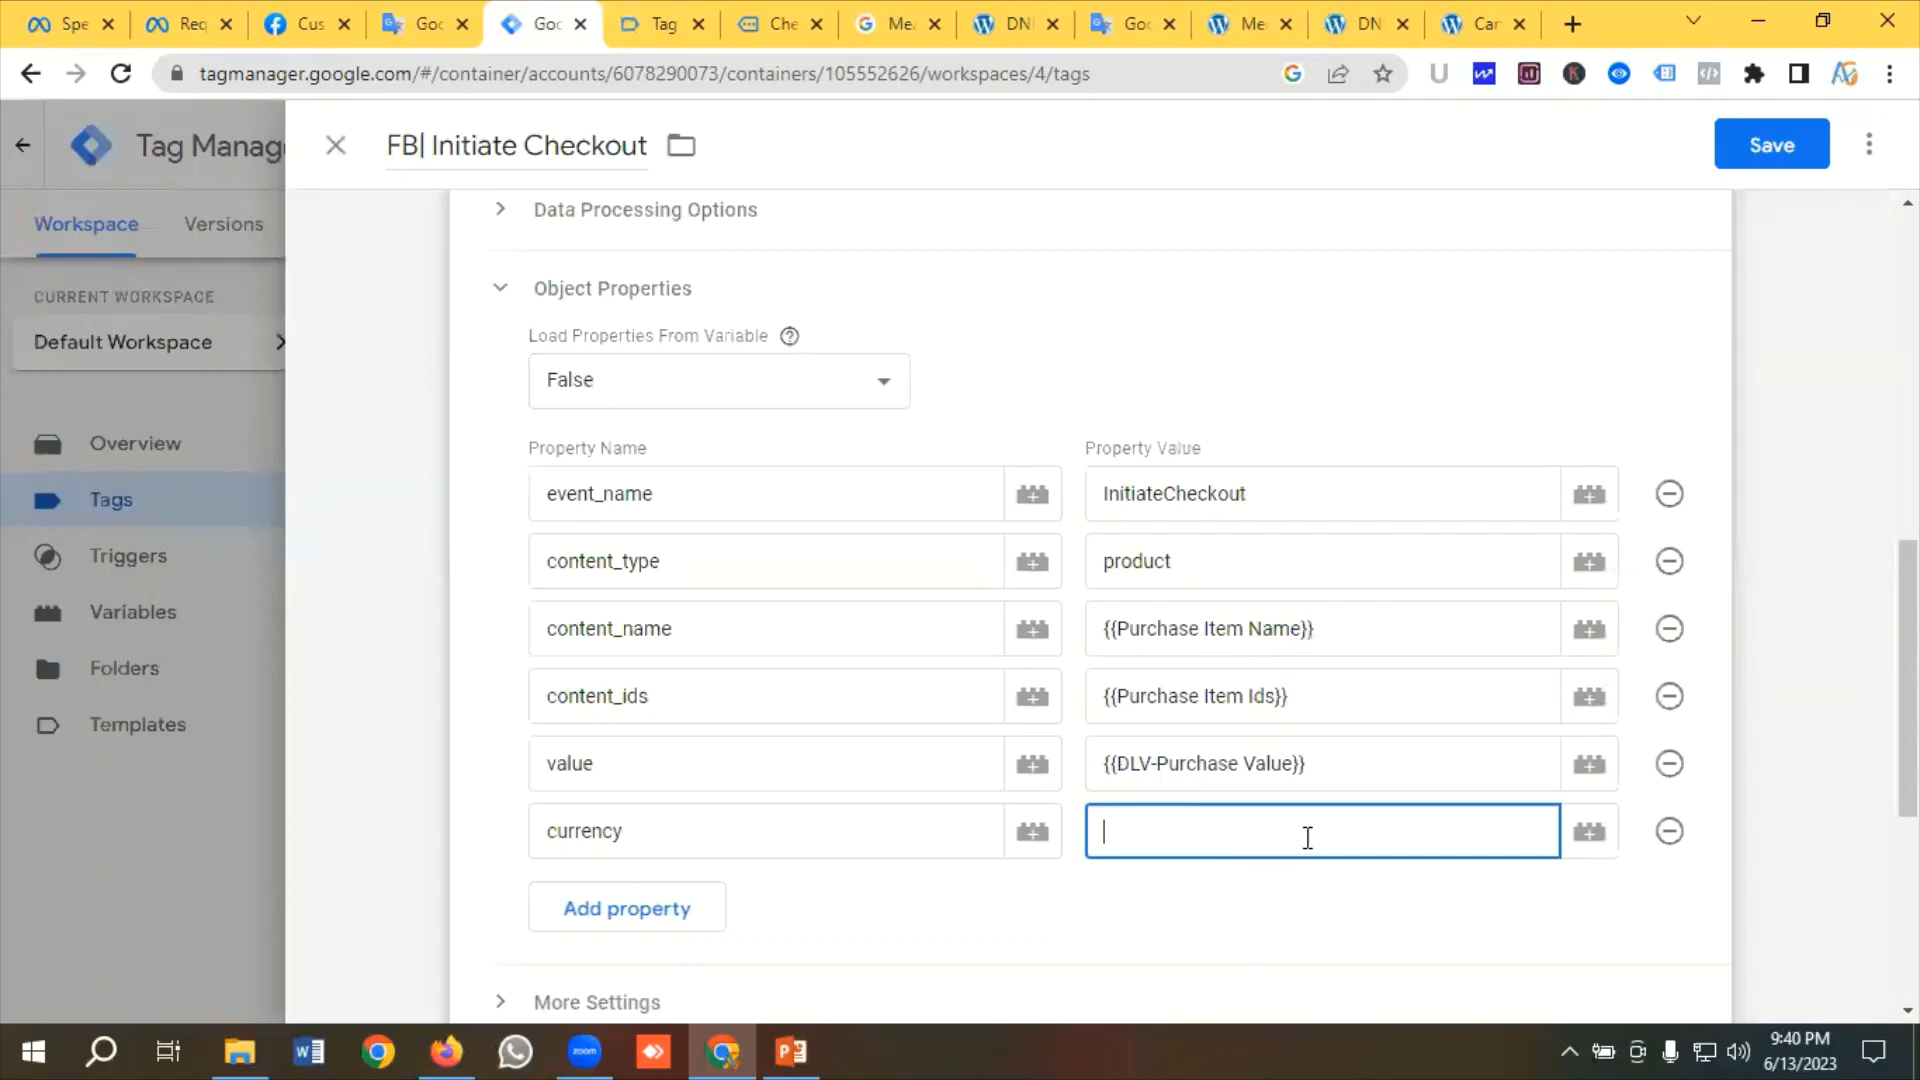 Spe
Req
Cus
Goc
Goc
Tag
Che
Me
DN
Goc
Me
DN
Car
tagmanager.google.com/#/container/accounts/6078290073/containers/105552626/workspaces/4/tags
Tag Manag
FB| Initiate Checkout
Save
Workspace
Versions
Data Processing Options
CURRENT WORKSPACE
Default Workspace
Object Properties
Load Properties From Variable
False
Overview
Tags
Triggers
Variables
Folders
Templates
Property Name
Property Value
event_name
InitiateCheckout
content_type
product
content_name
{{Purchase Item Name}}
content_ids
{{Purchase Item Ids}}
value
{{DLV-Purchase Value}}
currency
Add property
More Settings
zoom
9:40 PM
6/13/2023